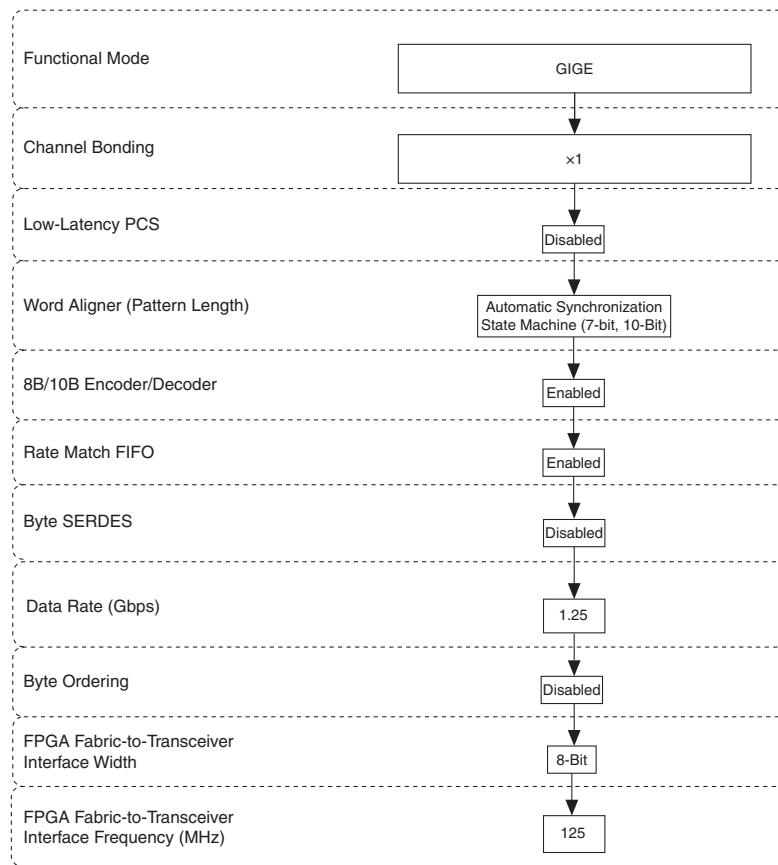 Functional Mode
GIGE
Channel Bonding
×1
Low-Latency PCS
Disabled
Word Aligner (Pattern Length)
Automatic Synchronization
State Machine (7-bit, 10-Bit)
8B/10B Encoder/Decoder
Enabled
Rate Match FIFO
Enabled
Byte SERDES
Disabled
Data Rate (Gbps)
1.25
Byte Ordering
Disabled
FPGA Fabric-to-Transceiver
Interface Width
8-Bit
FPGA Fabric-to-Transceiver
Interface Frequency (MHz)
125